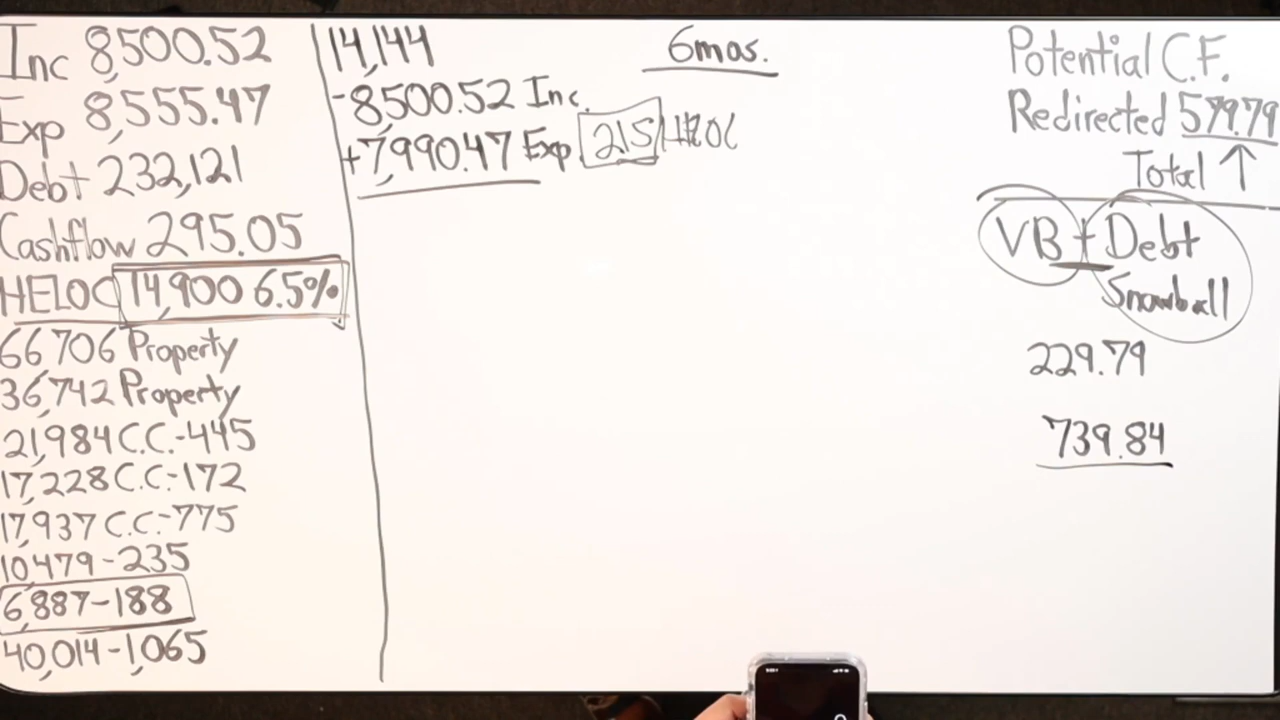 Inc 8,500.52
Exp 8,555.47
Debt 232,121
Cashflow 295.05
HELOC 14,900 6.5%
66,706 Property
36,742 Property
21,984 C.C.-445
17,228 C.C.-172
17,937 C.C.-775
10,479-235
6,887-188
40,014-1,065
14,144
-8,500.52 Inc.
+7,990.47 Exp 215
6mos.
Potential C.F.
Redirected 579.79
Total ↑
VB + Debt
Snowball
229.79
739.84